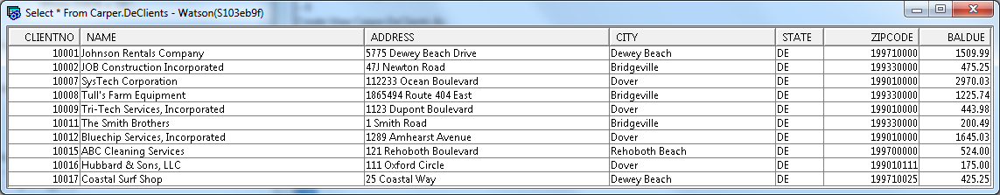 Select * From Carper.DeClients - Watson(S103eb9f)
CLIENTNO NAME ADDRESS CITY STATE ZIPCODE BALDUE
10001 Johnson Rentals Company 5775 Dewey Beach Drive Dewey Beach DE 199710000 1509.99
10002 JOB Construction Incorporated 47J Newton Road Bridgeville DE 199330000 475.25
10007 SysTech Corporation 112233 Ocean Boulevard Dover DE 199010000 2970.03
10008 Tull's Farm Equipment 1865494 Route 404 East Bridgeville DE 199330000 1225.74
10009 Tri-Tech Services, Incorporated 1123 Dupont Boulevard Dover DE 199010000 443.98
10011 The Smith Brothers 1 Smith Road Bridgeville DE 199330000 200.49
10012 Bluechip Services, Incorporated 1289 Amhearst Avenue Dover DE 199010000 1645.03
10015 ABC Cleaning Services 121 Rehoboth Boulevard Rehoboth Beach DE 199700000 524.00
10016 Hubbard & Sons, LLC 111 Oxford Circle Dover DE 199010111 175.00
10017 Coastal Surf Shop 25 Coastal Way Dewey Beach DE 199710025 425.25